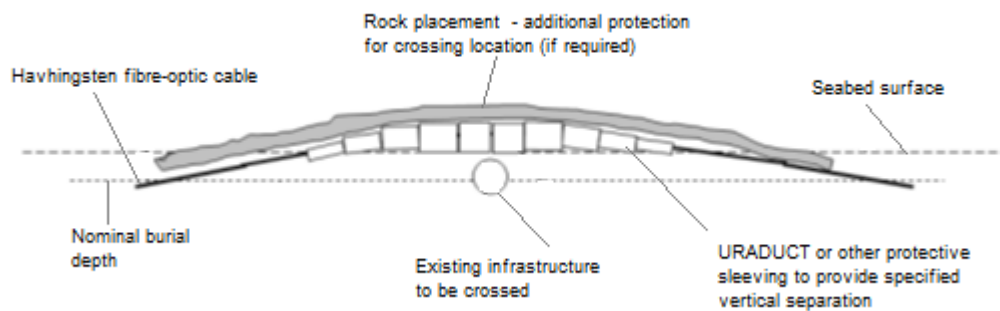 Rock placement - additional protection
for crossing location (if required)
Havhingsten fibre-optic cable
Seabed surface
Nominal burial
depth
Existing infrastructure
to be crossed
URADUCT or other protective
sleeving to provide specified
vertical separation